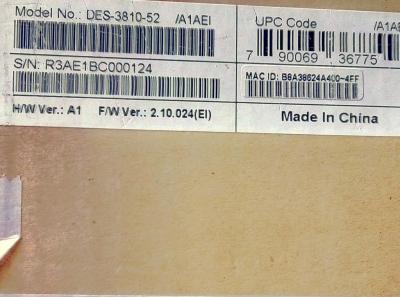 Model No.: DES-3810-52 /A1AEI
S/N: R3AE1BC000124
H/W Ver.: A1 F/W Ver.: 2.10.024(EI)
UPC Code /A1AE
7 90069 36775
MAC ID: B8A38624A400-4FF
Made In China